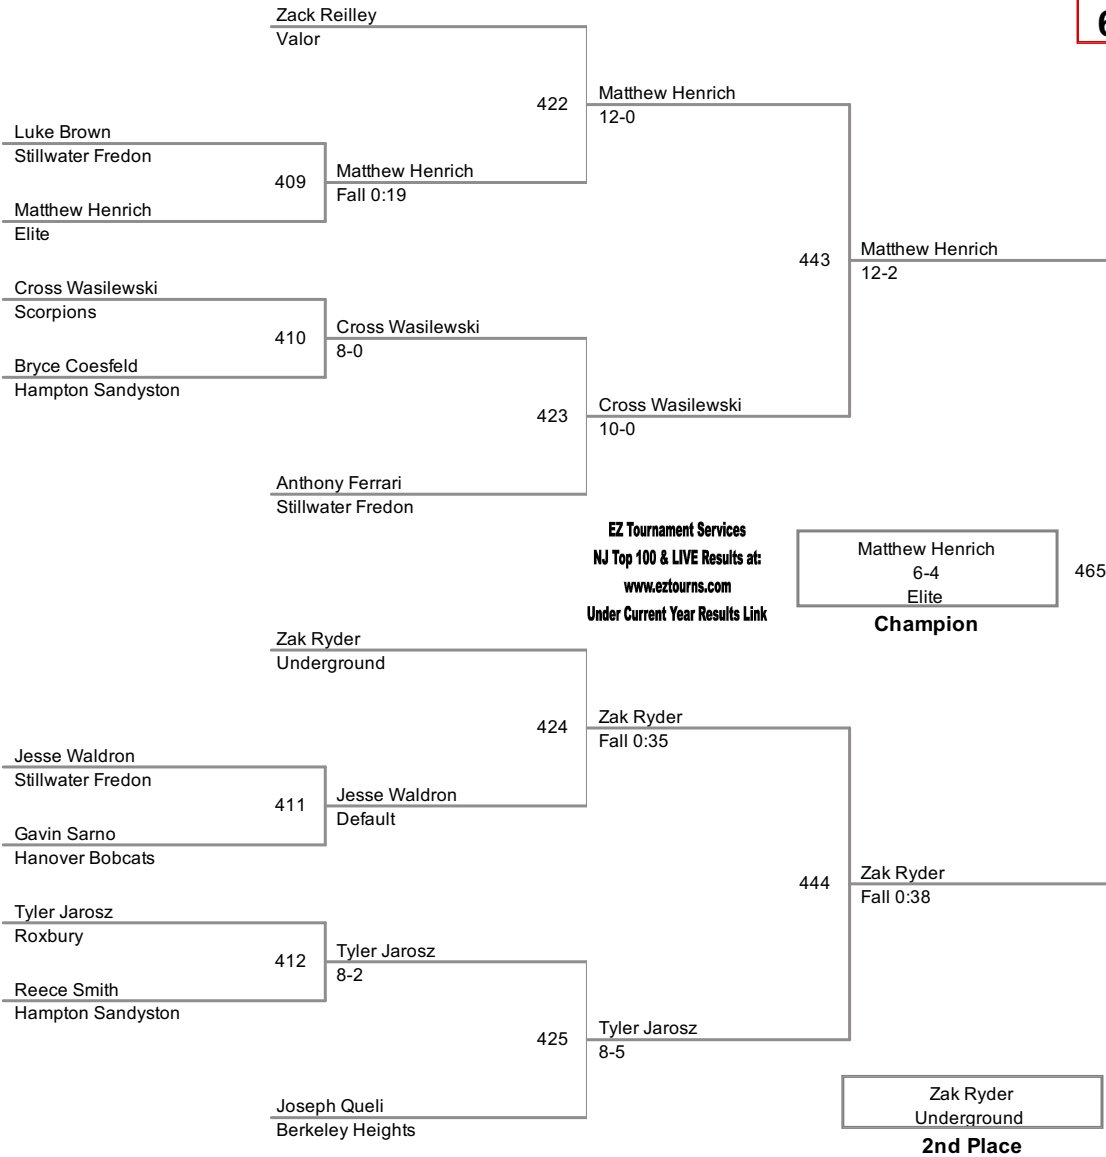 Zack Reilley
Valor
6
422
Matthew Henrich
12-0
Luke Brown
Stillwater Fredon
409
Matthew Henrich
Fall 0:19
Matthew Henrich
Elite
443
Matthew Henrich
12-2
Cross Wasilewski
Scorpions
410
Cross Wasilewski
8-0
Bryce Coesfeld
Hampton Sandyston
423
Cross Wasilewski
10-0
Anthony Ferrari
Stillwater Fredon
EZ Tournament Services
NJ Top 100 & LIVE Results at:
www.eztourns.com
Under Current Year Results Link
Matthew Henrich
6-4
Elite
465
Champion
Zak Ryder
Underground
424
Zak Ryder
Fall 0:35
Jesse Waldron
Stillwater Fredon
411
Jesse Waldron
Default
Gavin Sarno
Hanover Bobcats
444
Zak Ryder
Fall 0:38
Tyler Jarosz
Roxbury
412
Tyler Jarosz
8-2
Reece Smith
Hampton Sandyston
425
Tyler Jarosz
8-5
Joseph Queli
Berkeley Heights
Zak Ryder
Underground
2nd Place